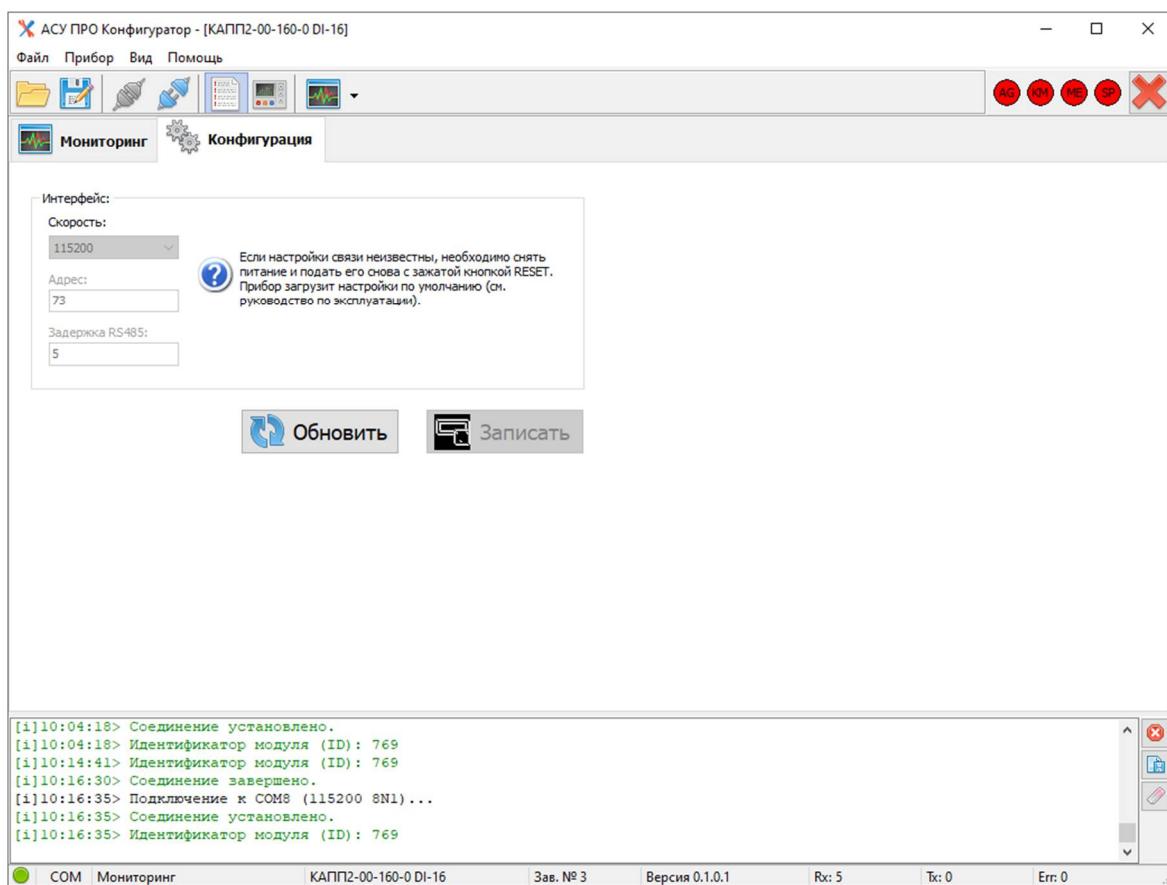 АСУ ПРО Конфигуратор - [КАПП2-00-160-0 DI-16]
Файл Прибор Вид Помощь
AG KM ME SP
Мониторинг Конфигурация
Интерфейс:
Скорость:
115200
Адрес:
73
Задержка RS485:
5
Если настройки связи неизвестны, необходимо снять
питание и подать его снова с зажатой кнопкой RESET.
Прибор загрузит настройки по умолчанию (см.
руководство по эксплуатации).
Обновить Записать
[i]10:04:18> Соединение установлено.
[i]10:04:18> Идентификатор модуля (ID): 769
[i]10:14:41> Идентификатор модуля (ID): 769
[i]10:16:30> Соединение завершено.
[i]10:16:35> Подключение к COM8 (115200 8N1)...
[i]10:16:35> Соединение установлено.
[i]10:16:35> Идентификатор модуля (ID): 769
COM Мониторинг КАПП2-00-160-0 DI-16 Зав. № 3 Версия 0.1.0.1 Rx: 5 Tx: 0 Err: 0